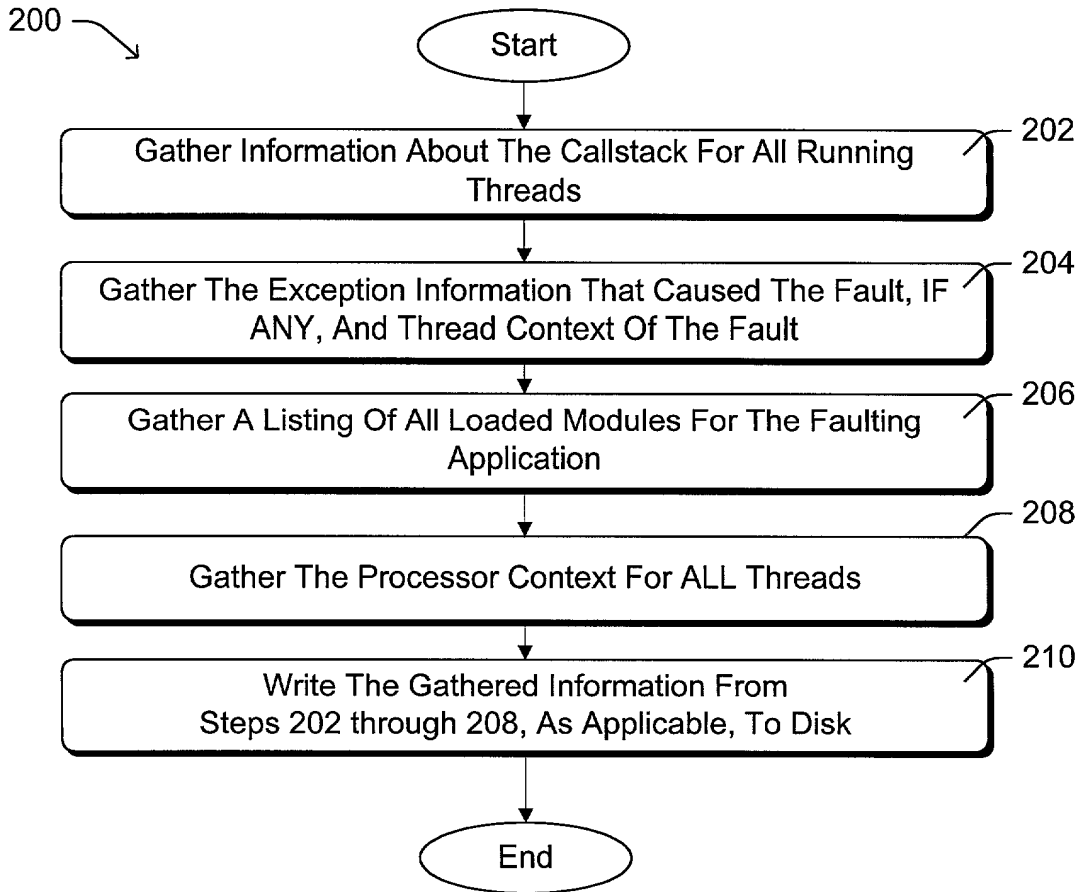 200
Start
202
Gather Information About The Callstack For All Running
Threads
204
Gather The Exception Information That Caused The Fault, IF
ANY, And Thread Context Of The Fault
206
Gather A Listing Of All Loaded Modules For The Faulting
Application
208
Gather The Processor Context For ALL Threads
210
Write The Gathered Information From
Steps 202 through 208, As Applicable, To Disk
End